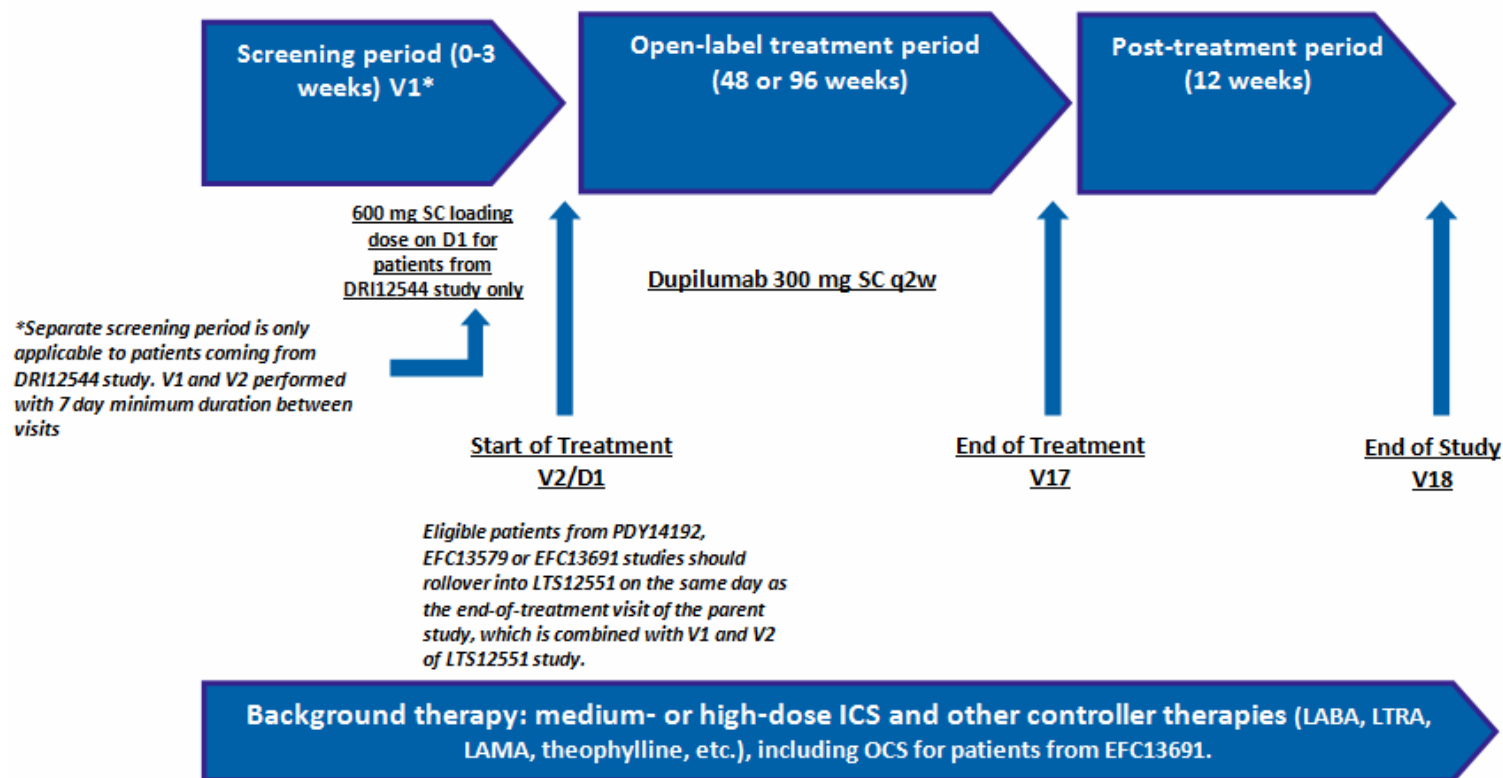 Screening period (0-3
weeks) V1*
Open-label treatment period
(48 or 96 weeks)
Post-treatment period
(12 weeks)
600 mg SC loading
dose on D1 for
patients from
DRI12544 study only
Dupilumab 300 mg SC q2w
*Separate screening period is only
applicable to patients coming from
DRI12544 study. V1 and V2 performed
with 7 day minimum duration between
visits
Start of Treatment
V2/D1
End of Treatment
V17
End of Study
V18
Eligible patients from PDY14192,
EFC13579 or EFC13691 studies should
rollover into LTS12551 on the same day as
the end-of-treatment visit of the parent
study, which is combined with V1 and V2
of LTS12551 study.
Background therapy: medium- or high-dose ICS and other controller therapies (LABA, LTRA,
LAMA, theophylline, etc.), including OCS for patients from EFC13691.